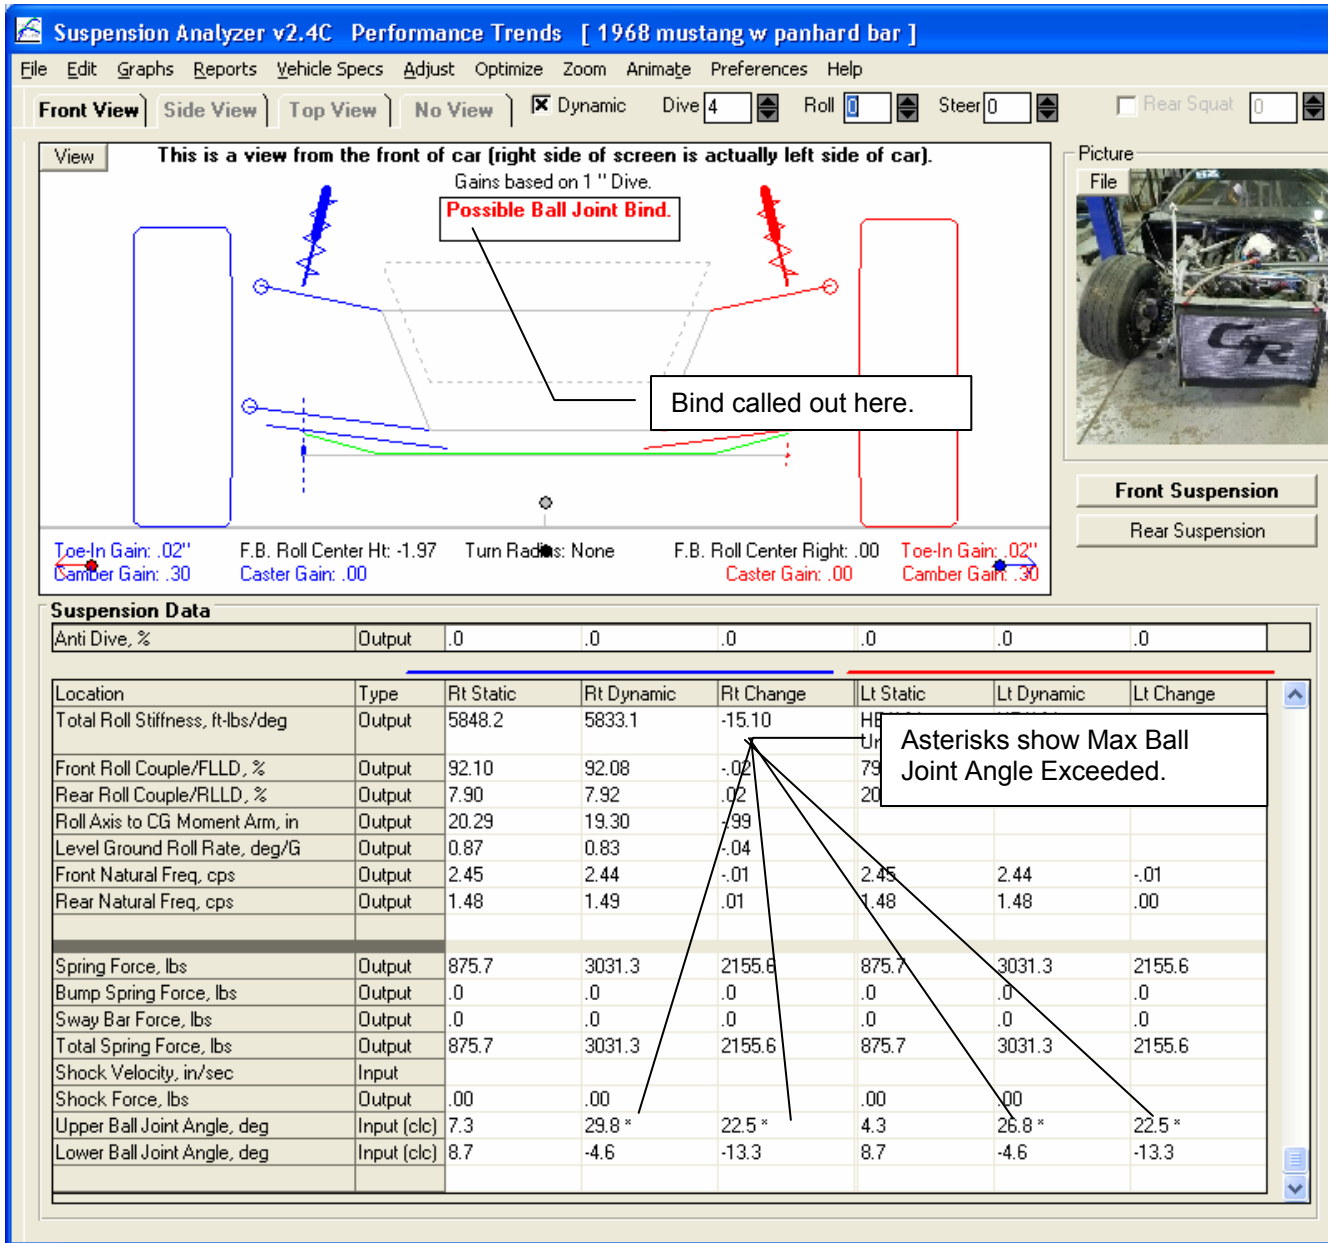 Suspension Analyzer v2.4C Performance Trends [ 1968 mustang w panhard bar ]
File Edit Graphs Reports Vehicle Specs Adjust Optimize Zoom Animate Preferences Help
Front View Side View Top View No View Dynamic Dive 4 Roll 0 Steer 0 Rear Squat 0
View This is a view from the front of car (right side of screen is actually left side of car).
Gains based on 1 '' Dive.
Possible Ball Joint Bind.
Bind called out here.
Toe-In Gain: .02'' F.B. Roll Center Ht: -1.97 Turn Radius: None F.B. Roll Center Right: .00 Toe-In Gain: .02''
Camber Gain: .30 Caster Gain: .00 Caster Gain: .00 Camber Gain: .30
Picture
File
C&R
Front Suspension
Rear Suspension
Suspension Data
Anti Dive, % Output .0 .0 .0 .0 .0 .0
Location Type Rt Static Rt Dynamic Rt Change Lt Static Lt Dynamic Lt Change
Total Roll Stiffness, ft-lbs/deg Output 5848.2 5833.1 -15.10
Asterisks show Max Ball
Joint Angle Exceeded.
Front Roll Couple/FLLD, % Output 92.10 92.08 -.02 79
Rear Roll Couple/RLLD, % Output 7.90 7.92 .02 20
Roll Axis to CG Moment Arm, in Output 20.29 19.30 -.99
Level Ground Roll Rate, deg/G Output 0.87 0.83 -.04
Front Natural Freq, cps Output 2.45 2.44 -.01 2.45 2.44 -.01
Rear Natural Freq, cps Output 1.48 1.49 .01 1.48 1.48 .00
Spring Force, lbs Output 875.7 3031.3 2155.6 875.7 3031.3 2155.6
Bump Spring Force, lbs Output .0 .0 .0 .0 .0 .0
Sway Bar Force, lbs Output .0 .0 .0 .0 .0 .0
Total Spring Force, lbs Output 875.7 3031.3 2155.6 875.7 3031.3 2155.6
Shock Velocity, in/sec Input
Shock Force, lbs Output .00 .00 .00 .00
Upper Ball Joint Angle, deg Input (clc) 7.3 29.8 * 22.5 * 4.3 26.8 * 22.5 *
Lower Ball Joint Angle, deg Input (clc) 8.7 -4.6 -13.3 8.7 -4.6 -13.3